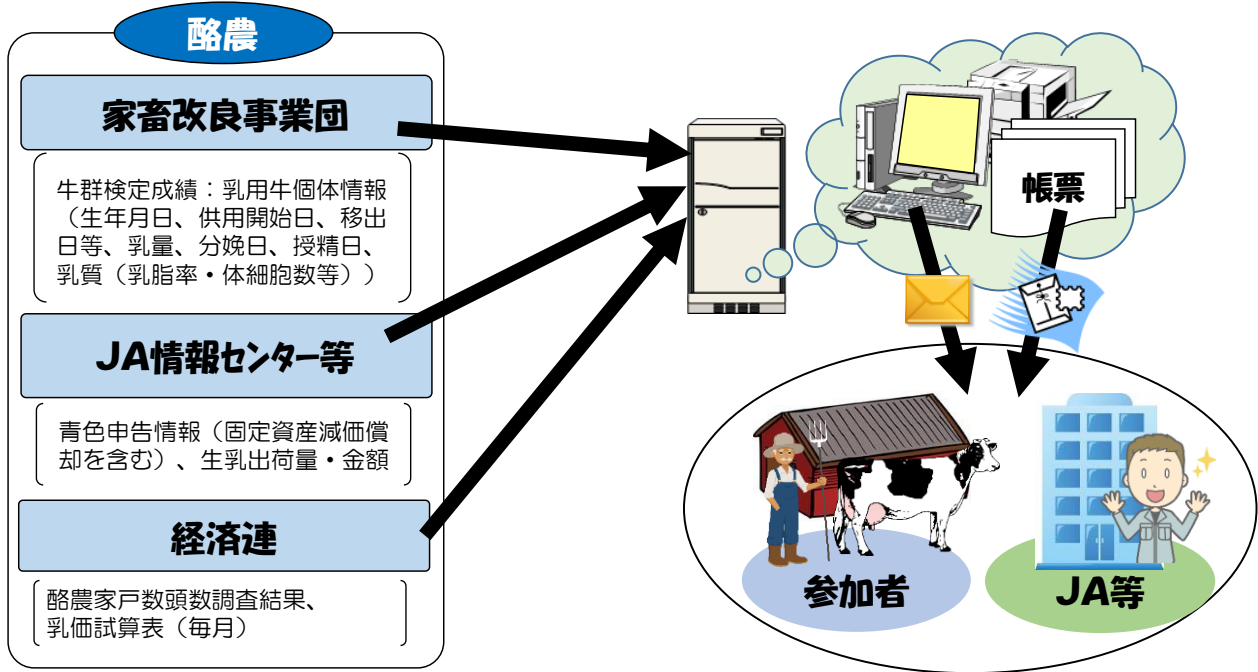 酪農
家畜改良事業団
牛群検定成績：乳用牛個体情報
（生年月日、供用開始日、移出
日等、乳量、分娩日、授精日、
乳質（乳脂率・体細胞数等））
JA情報センター等
青色申告情報（固定資産減価償
却を含む）、生乳出荷量・金額
経済連
酪農家戸数頭数調査結果、
乳価試算表（毎月）
帳票
参加者
JA等